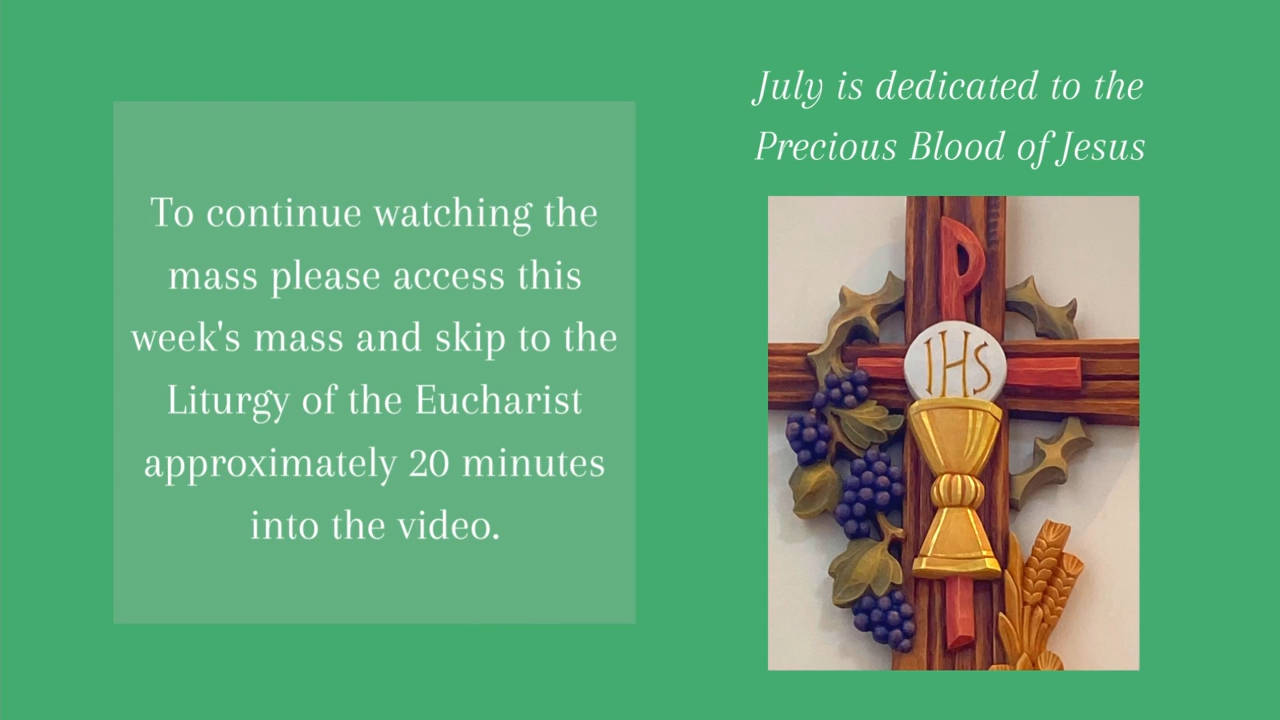 To continue watching the
mass please access this
week's mass and skip to the
Liturgy of the Eucharist
approximately 20 minutes
into the video.
July is dedicated to the
Precious Blood of Jesus
P
IHS